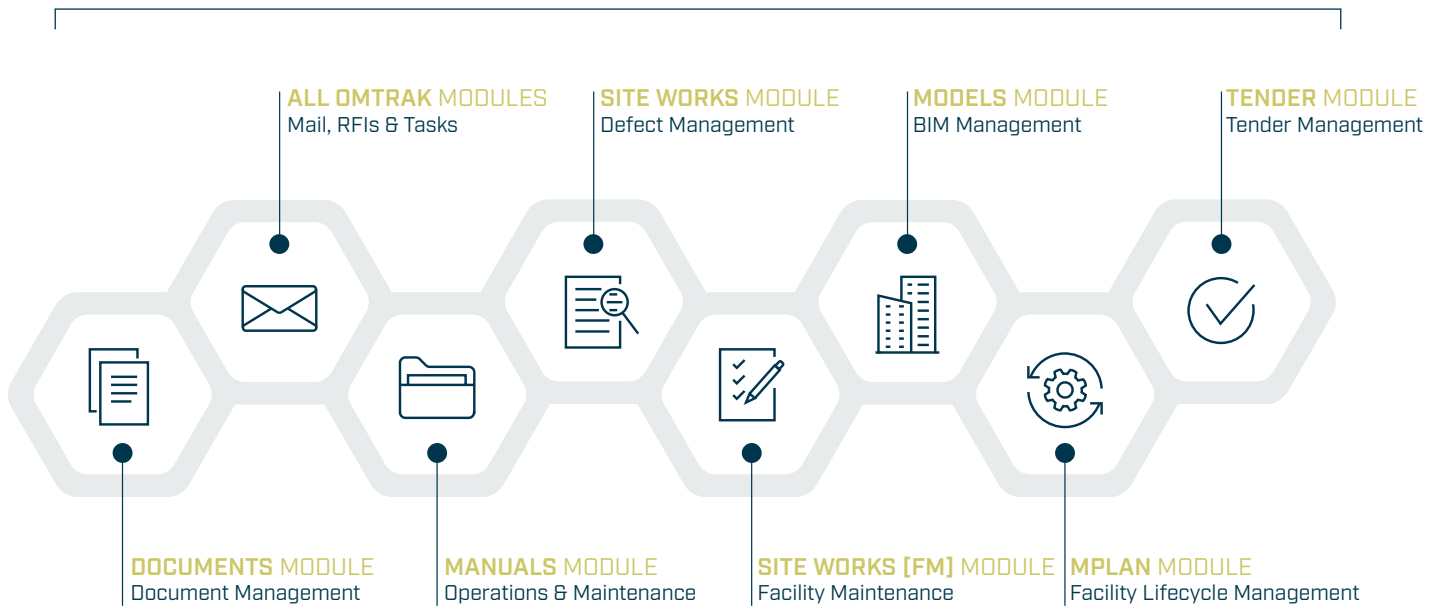 ALL OMTRAK MODULES
Mail, RFIs & Tasks
SITE WORKS MODULE
Defect Management
MODELS MODULE
BIM Management
TENDER MODULE
Tender Management
DOCUMENTS MODULE
Document Management
MANUALS MODULE
Operations & Maintenance
SITE WORKS [FM] MODULE
Facility Maintenance
MPLAN MODULE
Facility Lifecycle Management